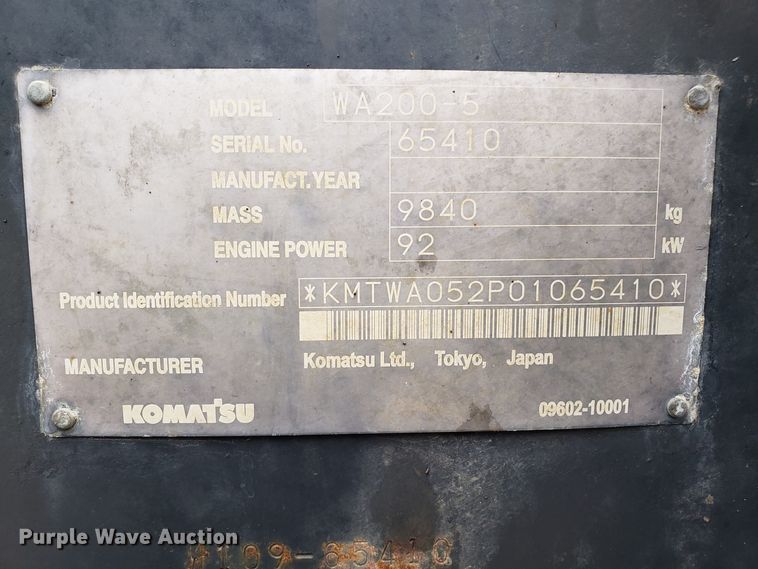 MODEL WA200-5
SERIAL No. 65410
MANUFACT. YEAR
MASS 9840 kg
ENGINE POWER 92 kW
Product Identification Number *KMTWA052P01065410*
MANUFACTURER Komatsu Ltd., Tokyo, Japan
KOMATSU 09602-10001
Purple Wave Auction